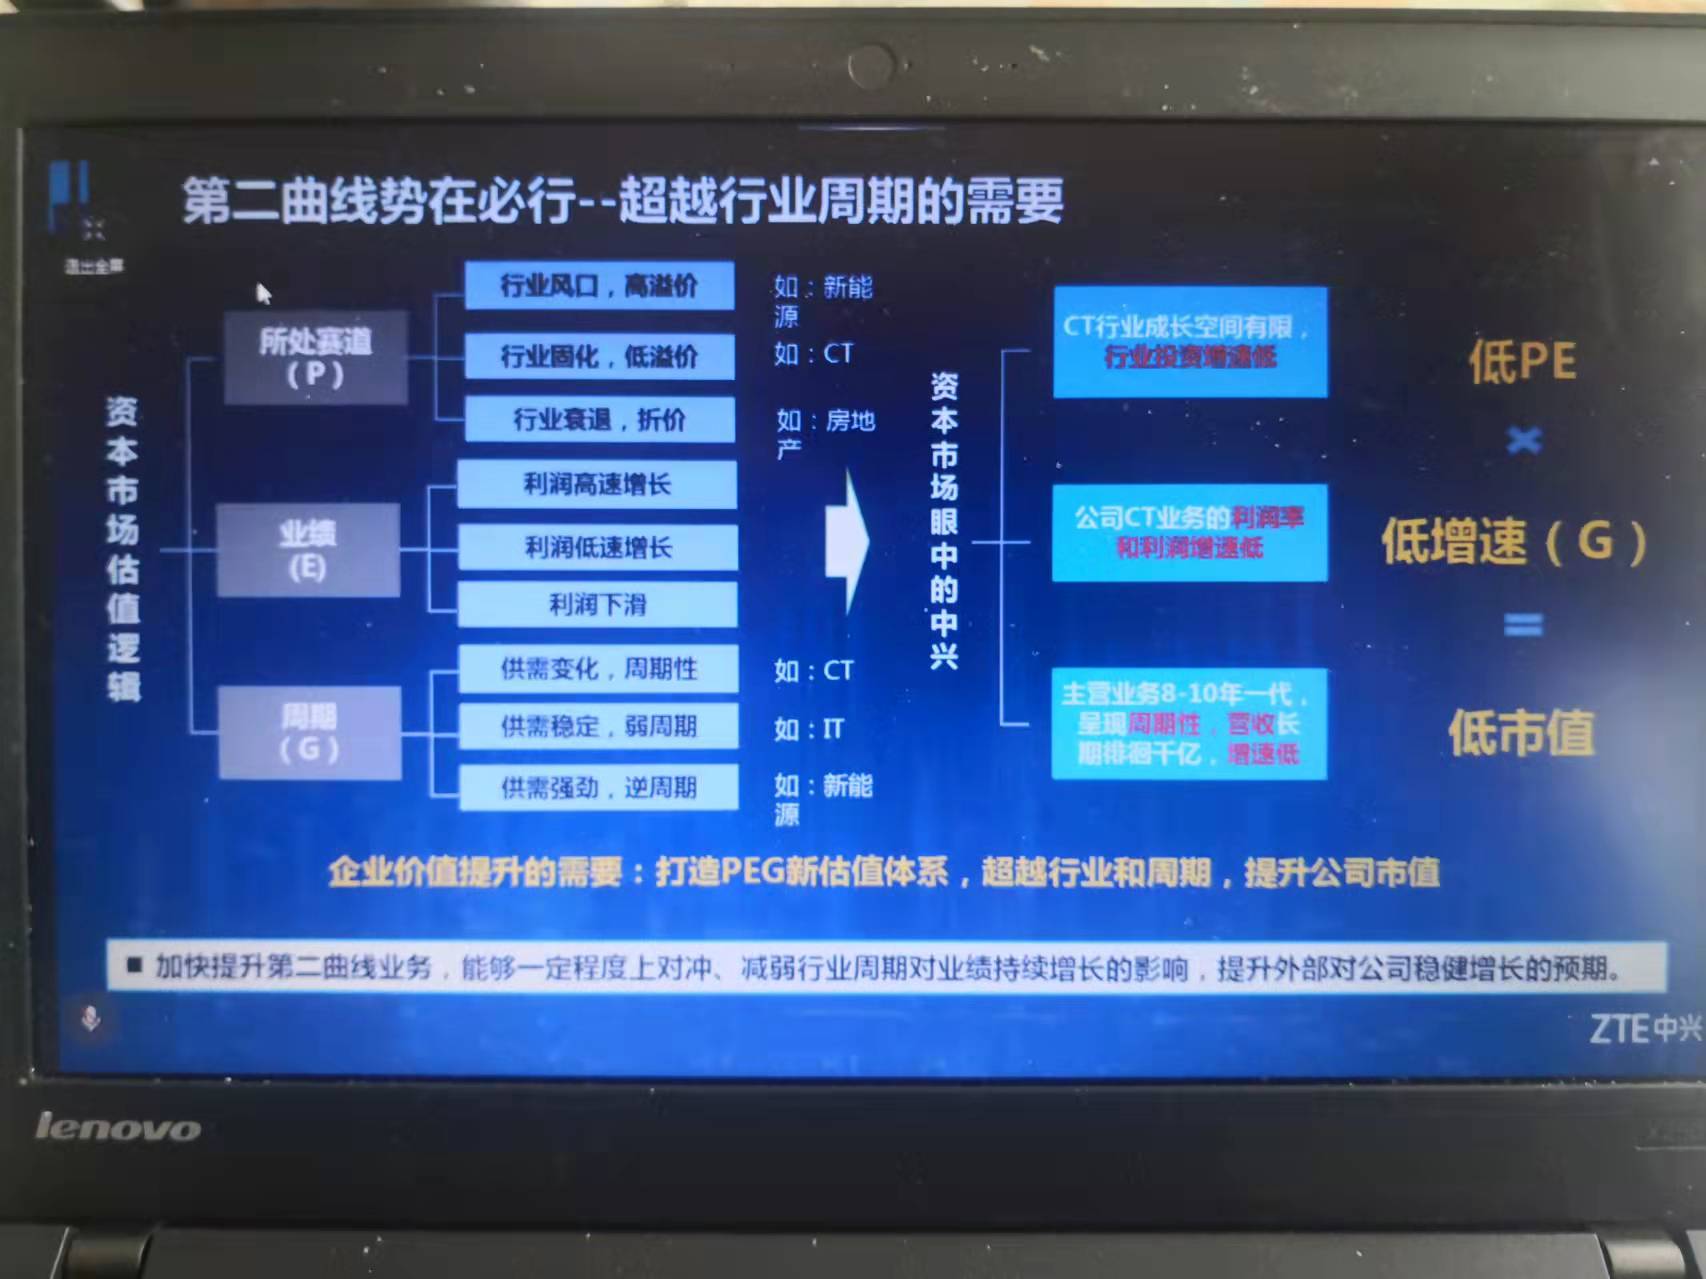 第二曲线势在必行--超越行业周期的需要
退出全屏
资本市场估值逻辑
所处赛道
（P）
行业风口，高溢价
如：新能
源
行业固化，低溢价
如：CT
行业衰退，折价
如：房地
产
业绩
(E)
利润高速增长
利润低速增长
利润下滑
周期
（G）
供需变化，周期性
如：CT
供需稳定，弱周期
如：IT
供需强劲，逆周期
如：新能
源
资本市场眼中的中兴
CT行业成长空间有限，
行业投资增速低
公司CT业务的利润率
和利润增速低
主营业务8-10年一代，
呈现周期性，营收长
期徘徊千亿，增速低
低PE
×
低增速（G）
=
低市值
企业价值提升的需要：打造PEG新估值体系，超越行业和周期，提升公司市值
■ 加快提升第二曲线业务，能够一定程度上对冲、减弱行业周期对业绩持续增长的影响，提升外部对公司稳健增长的预期。
ZTE中兴
lenovo